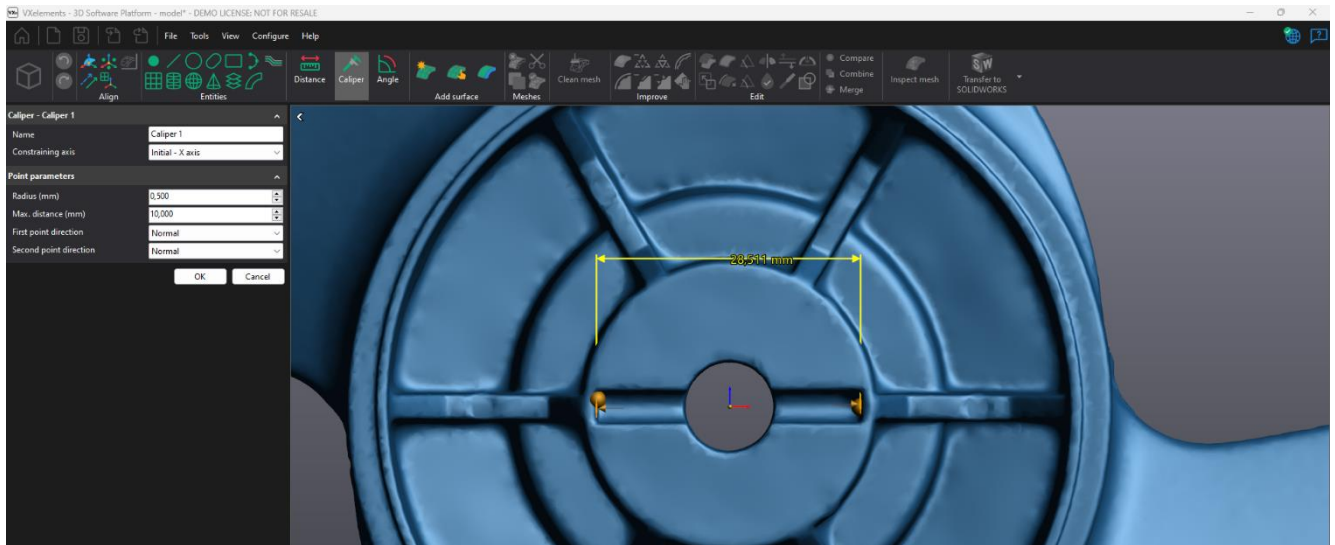 VXelements - 3D Software Platform - model* - DEMO LICENSE: NOT FOR RESALE
File Tools View Configure Help
Align
Entities
Distance
Caliper
Angle
Add surface
Meshes
Clean mesh
Improve
Edit
Compare
Combine
Merge
Inspect mesh
Transfer to
SOLIDWORKS
Caliper - Caliper 1
Name Caliper 1
Constraining axis Initial - X axis
Point parameters
Radius (mm) 0,500
Max. distance (mm) 10,000
First point direction Normal
Second point direction Normal
OK Cancel
28,511 mm